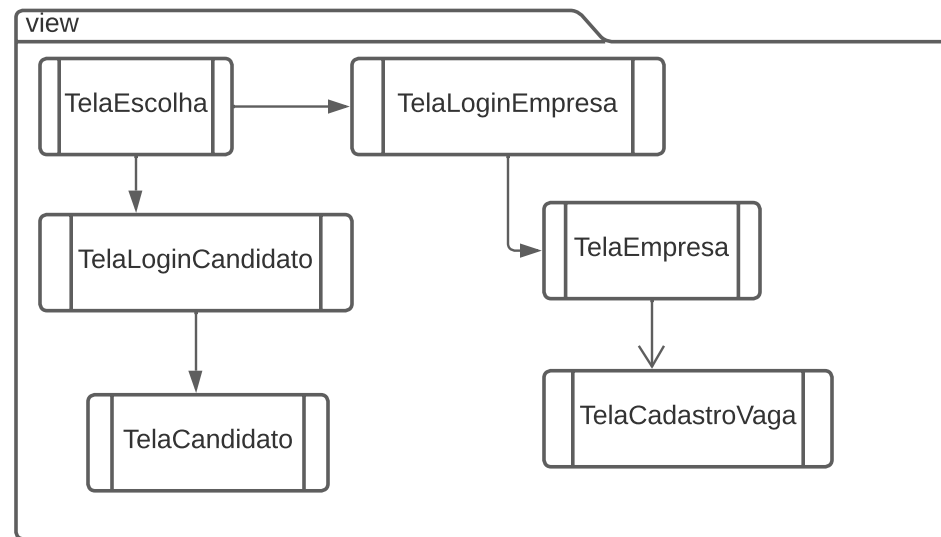 view
TelaEscolha
TelaLoginEmpresa
TelaLoginCandidato
TelaEmpresa
TelaCandidato
TelaCadastroVaga